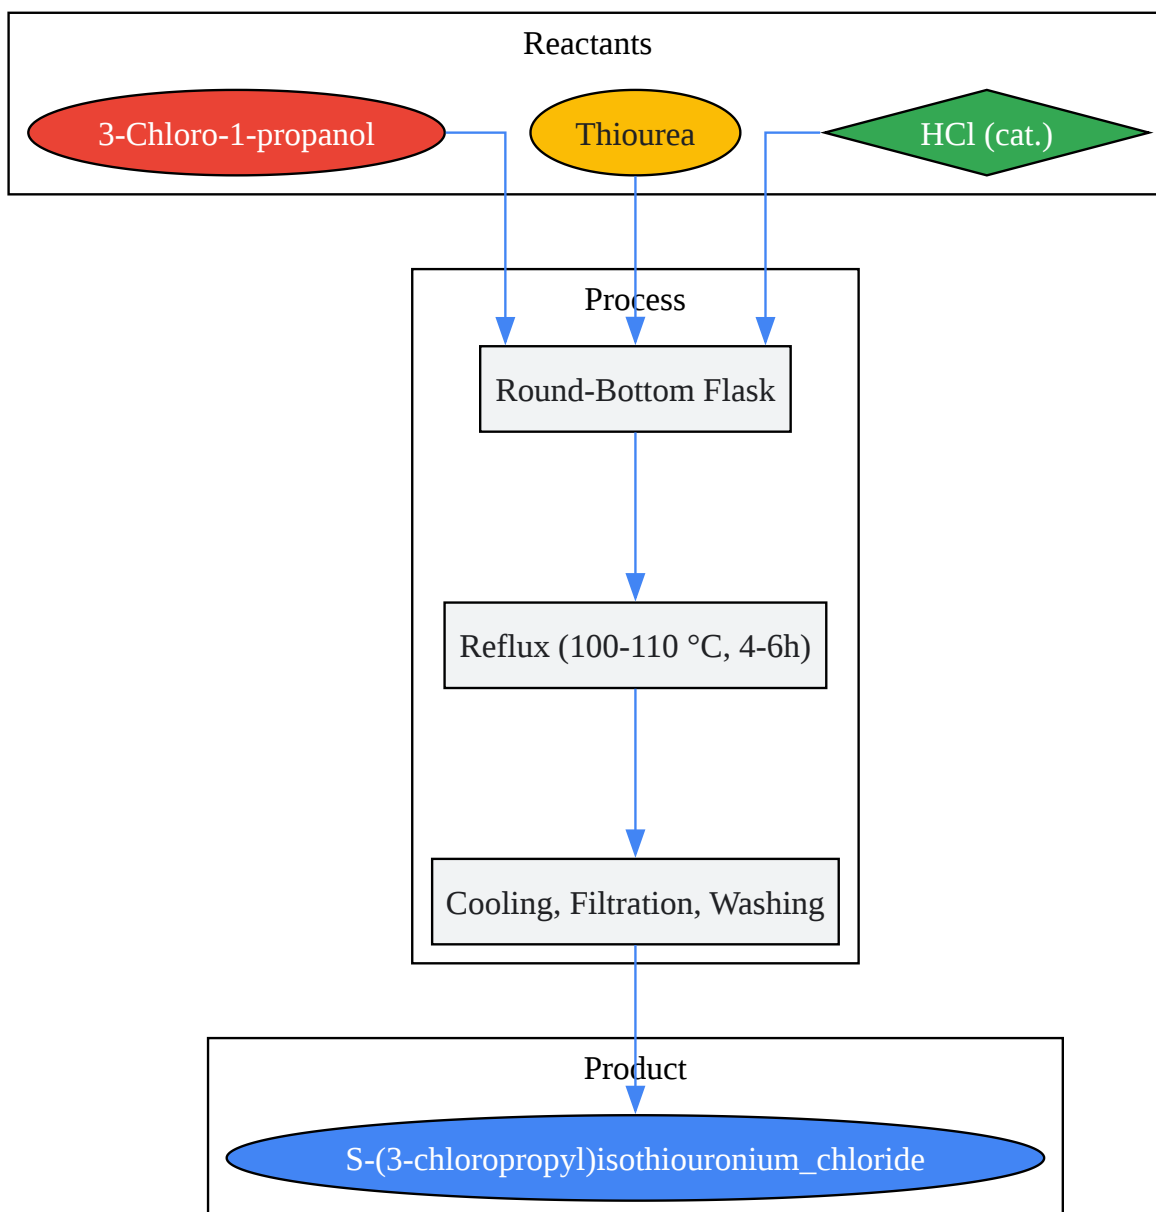 Reactants
3-Chloro-1-propanol
Thiourea
HCl (cat.)
Process
Round-Bottom Flask
Reflux (100-110 °C, 4-6h)
Cooling, Filtration, Washing
Product
S-(3-chloropropyl)isothiouronium_chloride